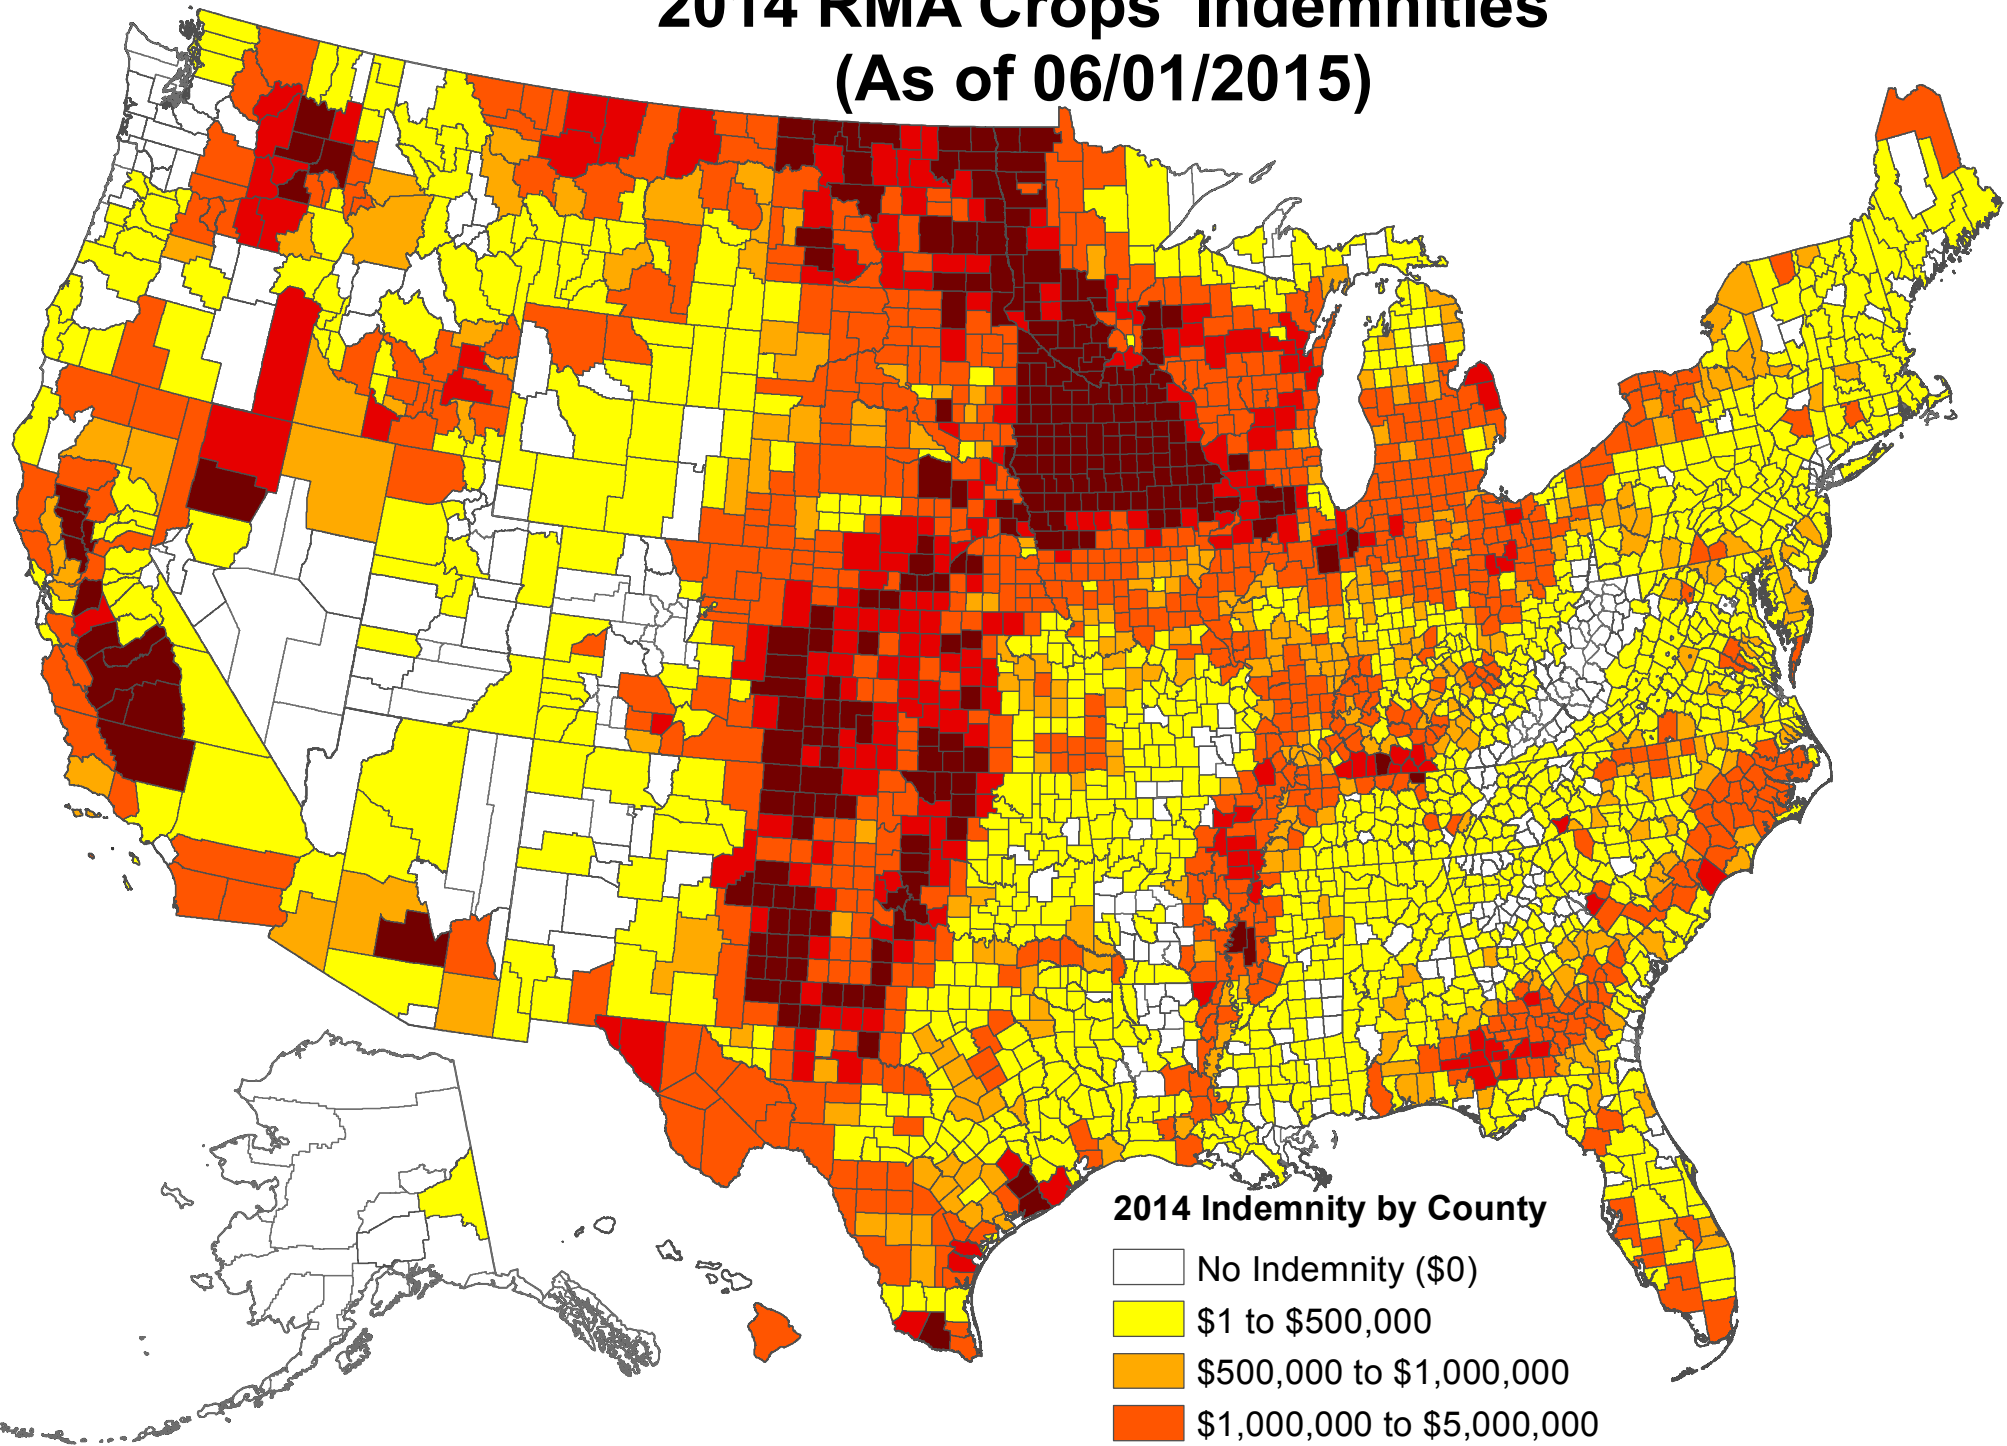 2014 RMA Crops' Indemnities
(As of 06/01/2015)
2014 Indemnity by County
No Indemnity ($0)
$1 to $500,000
$500,000 to $1,000,000
$1,000,000 to $5,000,000